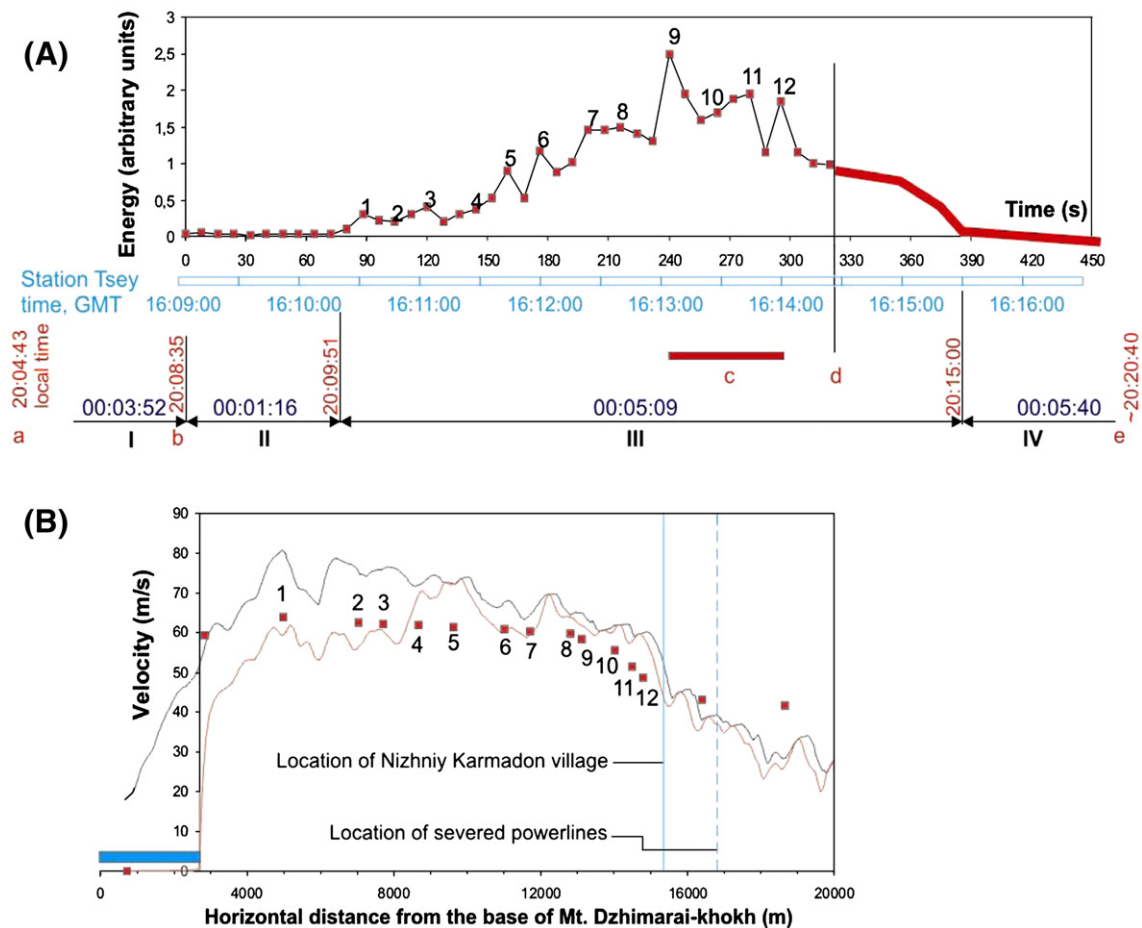 (A)
Energy (arbitrary units)
3
2,5
2
1,5
1
0,5
0
1 2 3 4 5 6 7 8 9 10 11 12
Time (s)
0 30 60 90 120 150 180 210 240 270 300 330 360 390 420 450
Station Tsey
time, GMT
16:09:00 16:10:00 16:11:00 16:12:00 16:13:00 16:14:00 16:15:00 16:16:00
20:04:43
local time
20:08:35
20:09:51
c
d
20:15:00
~20:20:40
00:03:52 00:01:16 00:05:09 00:05:40
a I b II III IV e
(B)
Velocity (m/s)
90
80
70
60
50
40
30
20
10
0
1 2 3 4 5 6 7 8 9 10 11 12
Location of Nizhniy Karmadon village
Location of severed powerlines
0 4000 8000 12000 16000 20000
Horizontal distance from the base of Mt. Dzhimarai-khokh (m)